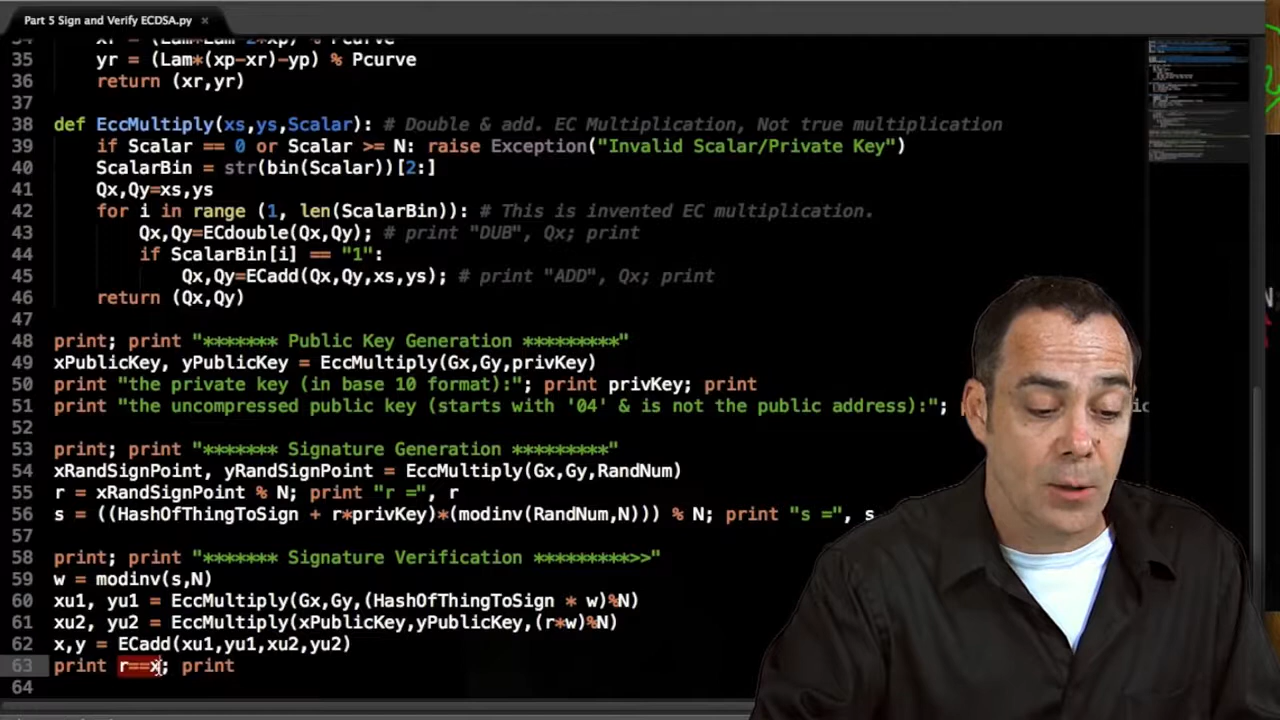 Part 5 Sign and Verify ECDSA.py ×
34 xr = (Lam*Lam-2*xp) % Pcurve
35 yr = (Lam*(xp-xr)-yp) % Pcurve
36 return (xr,yr)
37
38 def EccMultiply(xs,ys,Scalar): # Double & add. EC Multiplication, Not true multiplication
39 if Scalar == 0 or Scalar >= N: raise Exception("Invalid Scalar/Private Key")
40 ScalarBin = str(bin(Scalar))[2:]
41 Qx,Qy=xs,ys
42 for i in range (1, len(ScalarBin)): # This is invented EC multiplication.
43 Qx,Qy=ECdouble(Qx,Qy); # print "DUB", Qx; print
44 if ScalarBin[i] == "1":
45 Qx,Qy=ECadd(Qx,Qy,xs,ys); # print "ADD", Qx; print
46 return (Qx,Qy)
47
48 print; print "******* Public Key Generation *********"
49 xPublicKey, yPublicKey = EccMultiply(Gx,Gy,privKey)
50 print "the private key (in base 10 format):"; print privKey; print
51 print "the uncompressed public key (starts with '04' & is not the public address):";
52
53 print; print "******* Signature Generation *********"
54 xRandSignPoint, yRandSignPoint = EccMultiply(Gx,Gy,RandNum)
55 r = xRandSignPoint % N; print "r =", r
56 s = ((HashOfThingToSign + r*privKey)*(modinv(RandNum,N))) % N; print "s =", s
57
58 print; print "******* Signature Verification *********>>"
59 w = modinv(s,N)
60 xu1, yu1 = EccMultiply(Gx,Gy,(HashOfThingToSign * w)%N)
61 xu2, yu2 = EccMultiply(xPublicKey,yPublicKey,(r*w)%N)
62 x,y = ECadd(xu1,yu1,xu2,yu2)
63 print r==x; print
64